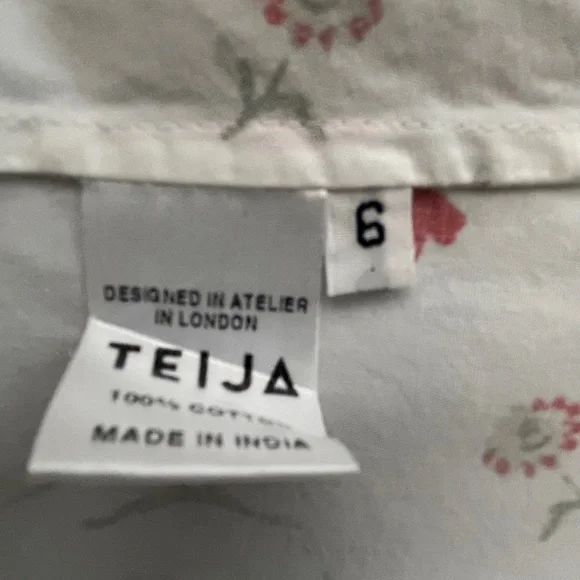 6
DESIGNED IN ATELIER
IN LONDON
TEIJA
100% COTTON
MADE IN INDIA